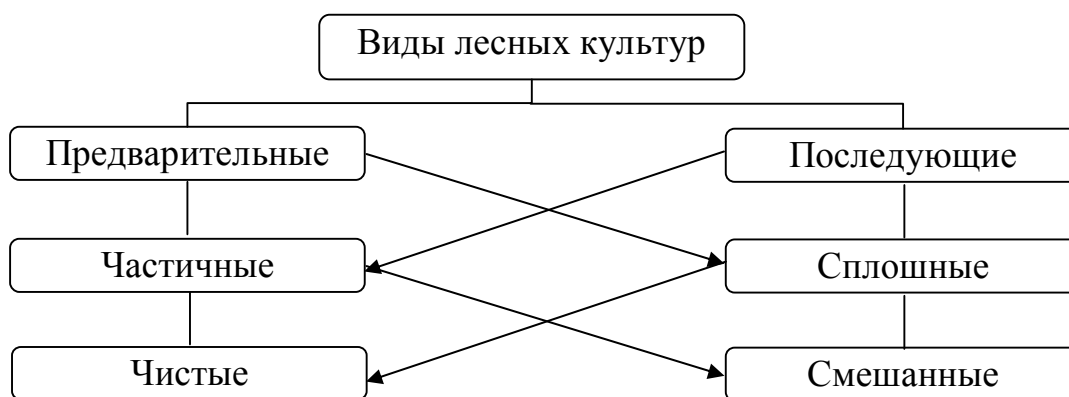 Виды лесных культур
Предварительные
Последующие
Частичные
Сплошные
Чистые
Смешанные